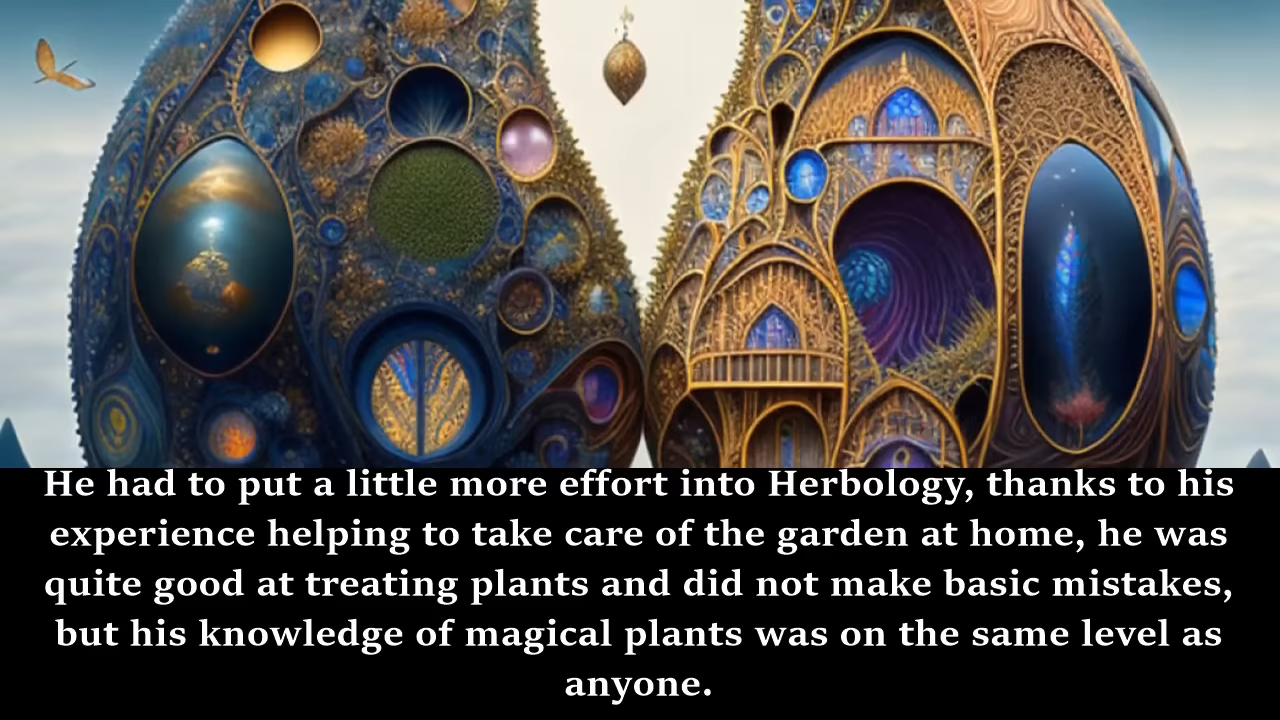 He had to put a little more effort into Herbology, thanks to his
experience helping to take care of the garden at home, he was
quite good at treating plants and did not make basic mistakes,
but his knowledge of magical plants was on the same level as
anyone.